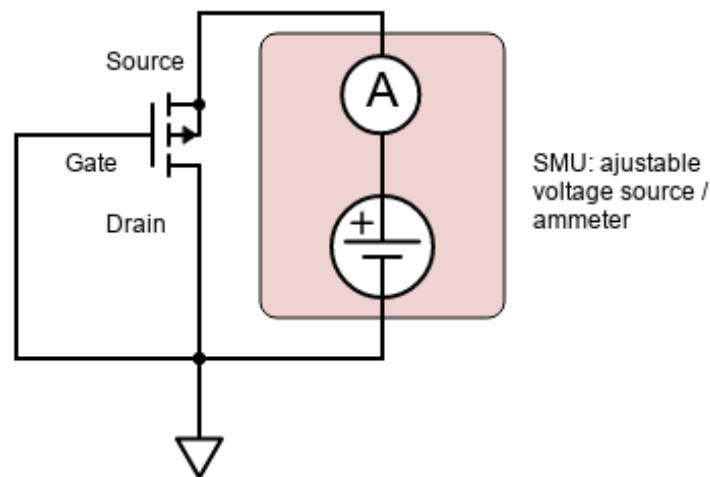 Source
A
Gate
SMU: ajustable
voltage source /
ammeter
+
Drain